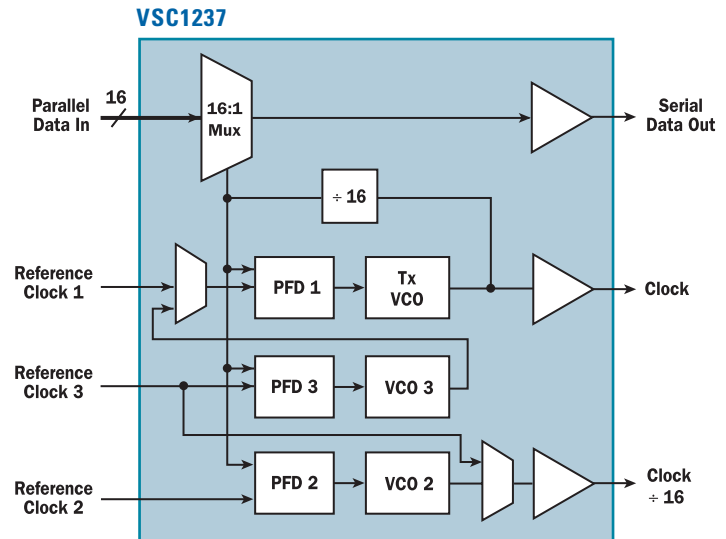 VSC1237
Parallel
Data In
16
16:1
Mux
Serial
Data Out
÷ 16
Reference
Clock 1
PFD 1
Tx
VCO
Clock
Reference
Clock 3
PFD 3
VCO 3
Reference
Clock 2
PFD 2
VCO 2
Clock
÷ 16